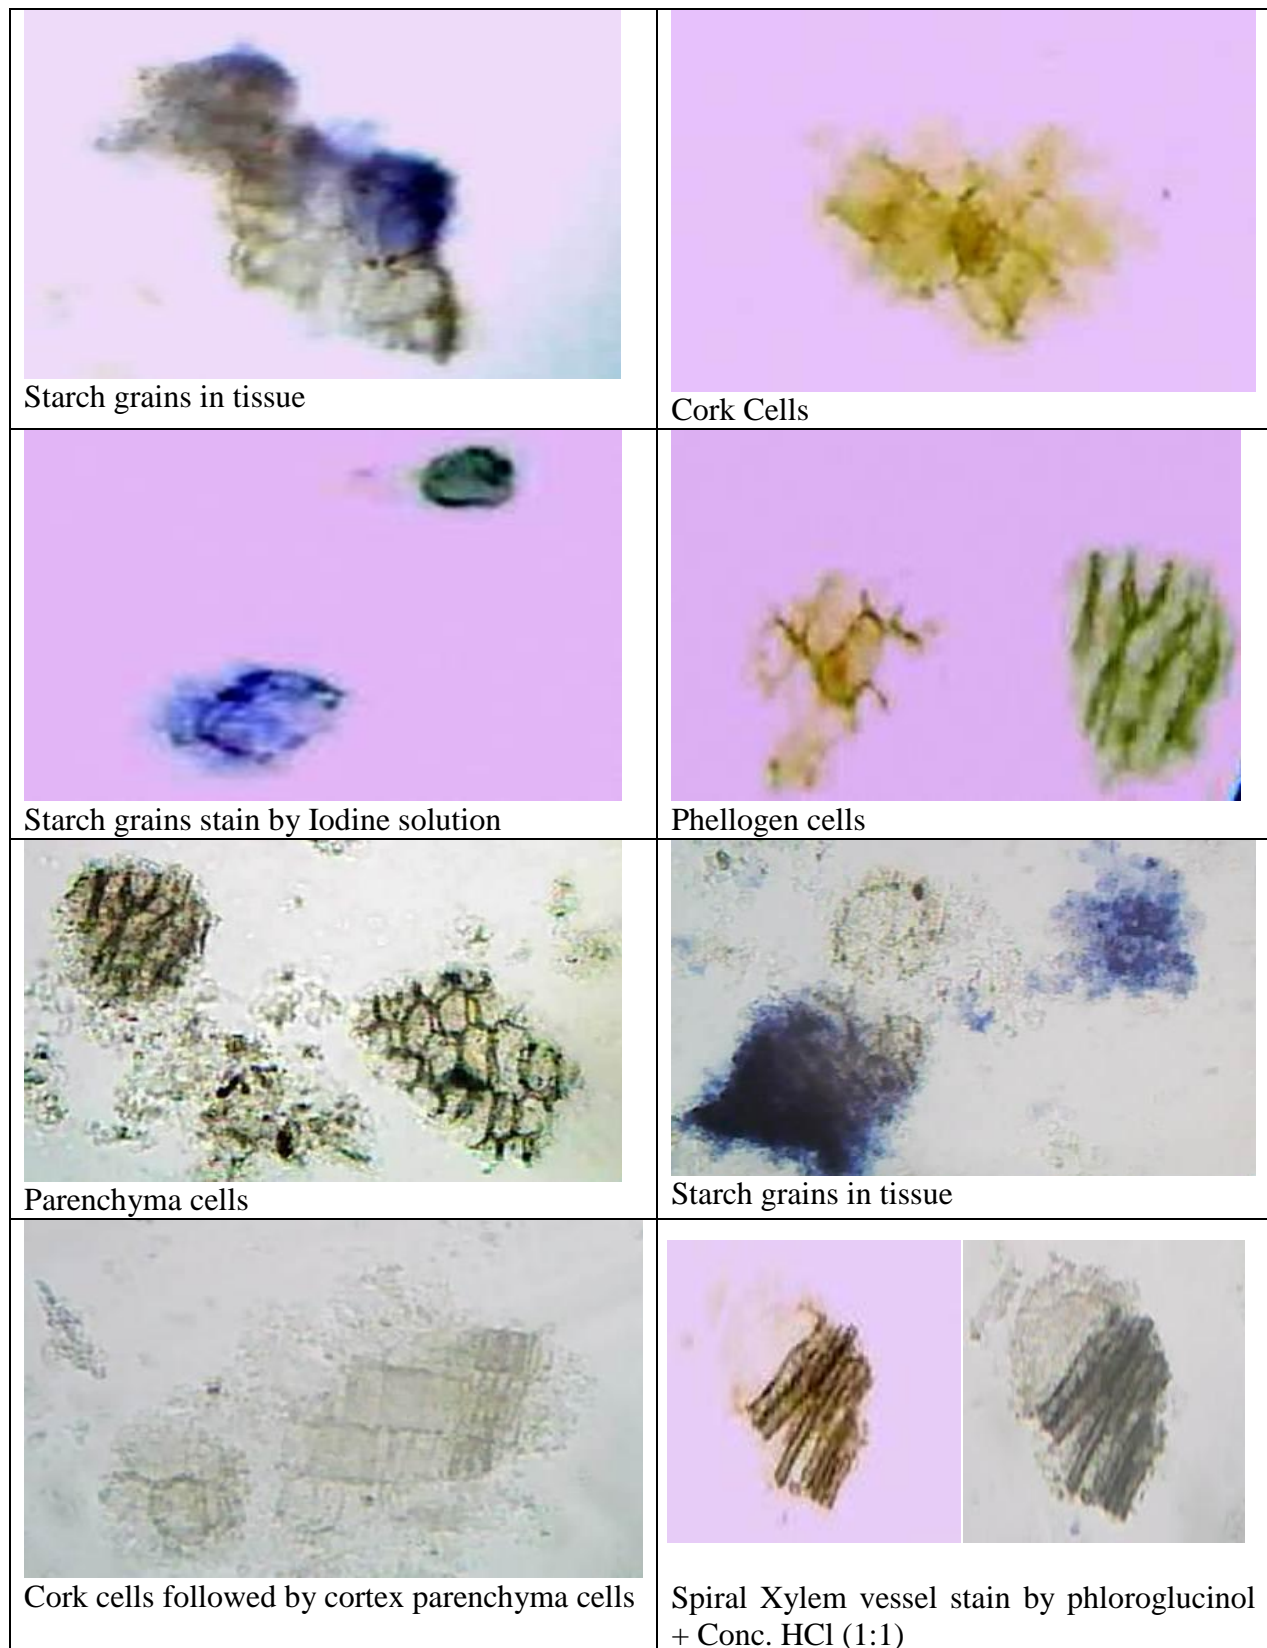 Starch grains in tissue
Cork Cells
Starch grains stain by Iodine solution
Phellogen cells
Parenchyma cells
Starch grains in tissue
Cork cells followed by cortex parenchyma cells
Spiral Xylem vessel stain by phloroglucinol
+ Conc. HCl (1:1)